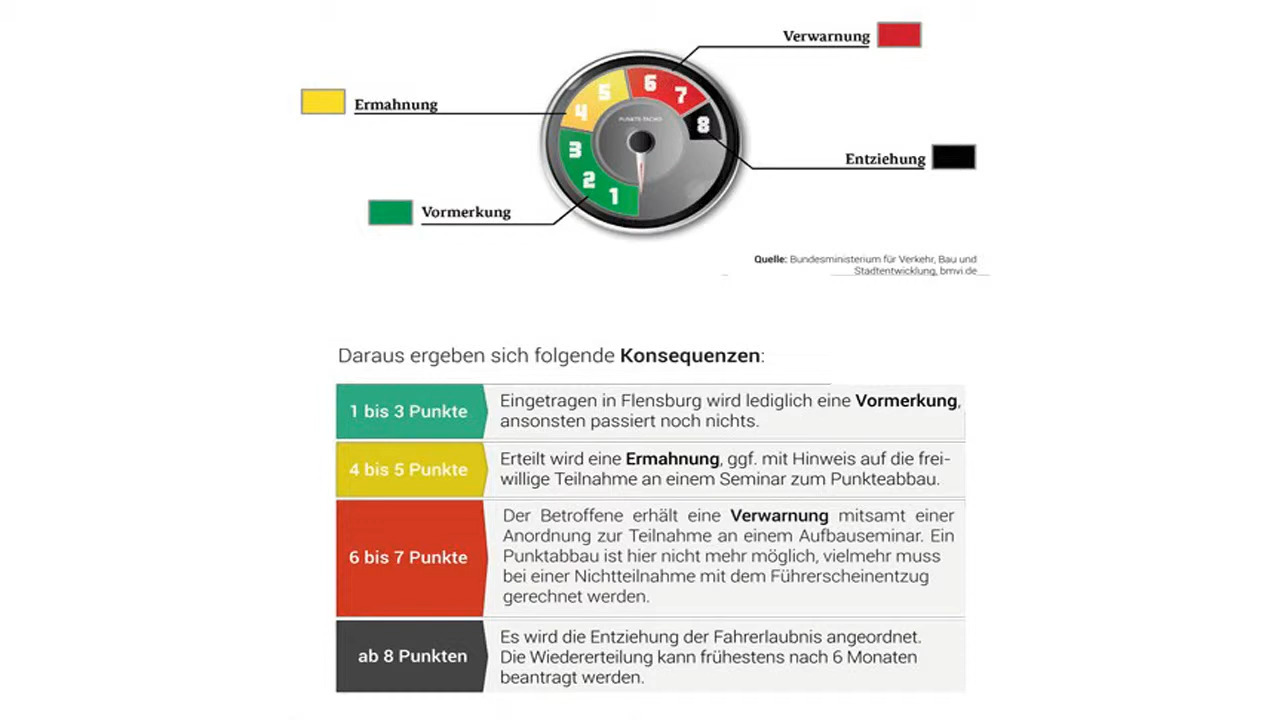 Verwarnung
Ermahnung
6
5
7
4
8
PUNKTE-TACHO
3
Entziehung
2
1
Vormerkung
Quelle: Bundesministerium für Verkehr, Bau und
Stadtentwicklung, bmvi.de
Daraus ergeben sich folgende Konsequenzen:
1 bis 3 Punkte
Eingetragen in Flensburg wird lediglich eine Vormerkung,
ansonsten passiert noch nichts.
4 bis 5 Punkte
Erteilt wird eine Ermahnung, ggf. mit Hinweis auf die frei-
willige Teilnahme an einem Seminar zum Punkteabbau.
6 bis 7 Punkte
Der Betroffene erhält eine Verwarnung mitsamt einer
Anordnung zur Teilnahme an einem Aufbauseminar. Ein
Punktabbau ist hier nicht mehr möglich, vielmehr muss
bei einer Nichtteilnahme mit dem Führerscheinentzug
gerechnet werden.
ab 8 Punkten
Es wird die Entziehung der Fahrerlaubnis angeordnet.
Die Wiedererteilung kann frühestens nach 6 Monaten
beantragt werden.